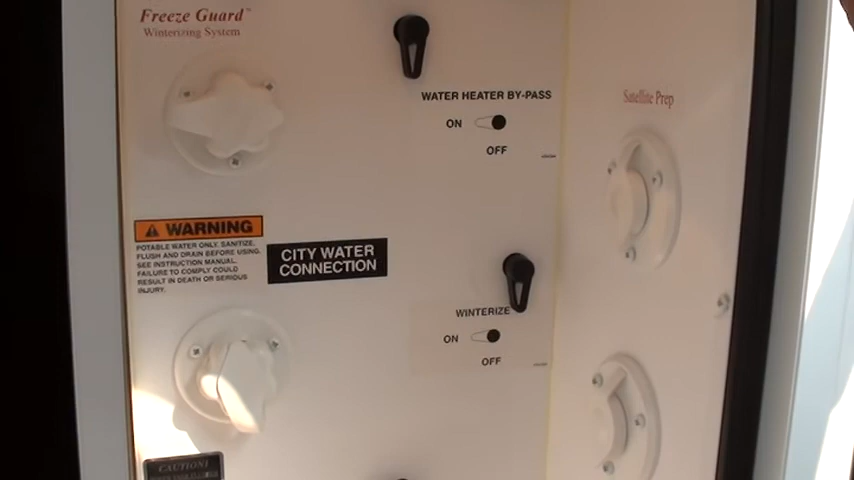 Freeze Guard™
Winterizing System
WATER HEATER BY-PASS
ON
OFF
Satellite Prep
WARNING
POTABLE WATER ONLY. SANITIZE,
FLUSH AND DRAIN BEFORE USING.
SEE INSTRUCTION MANUAL.
FAILURE TO COMPLY COULD
RESULT IN DEATH OR SERIOUS
INJURY.
CITY WATER
CONNECTION
WINTERIZE
ON
OFF
CAUTION!